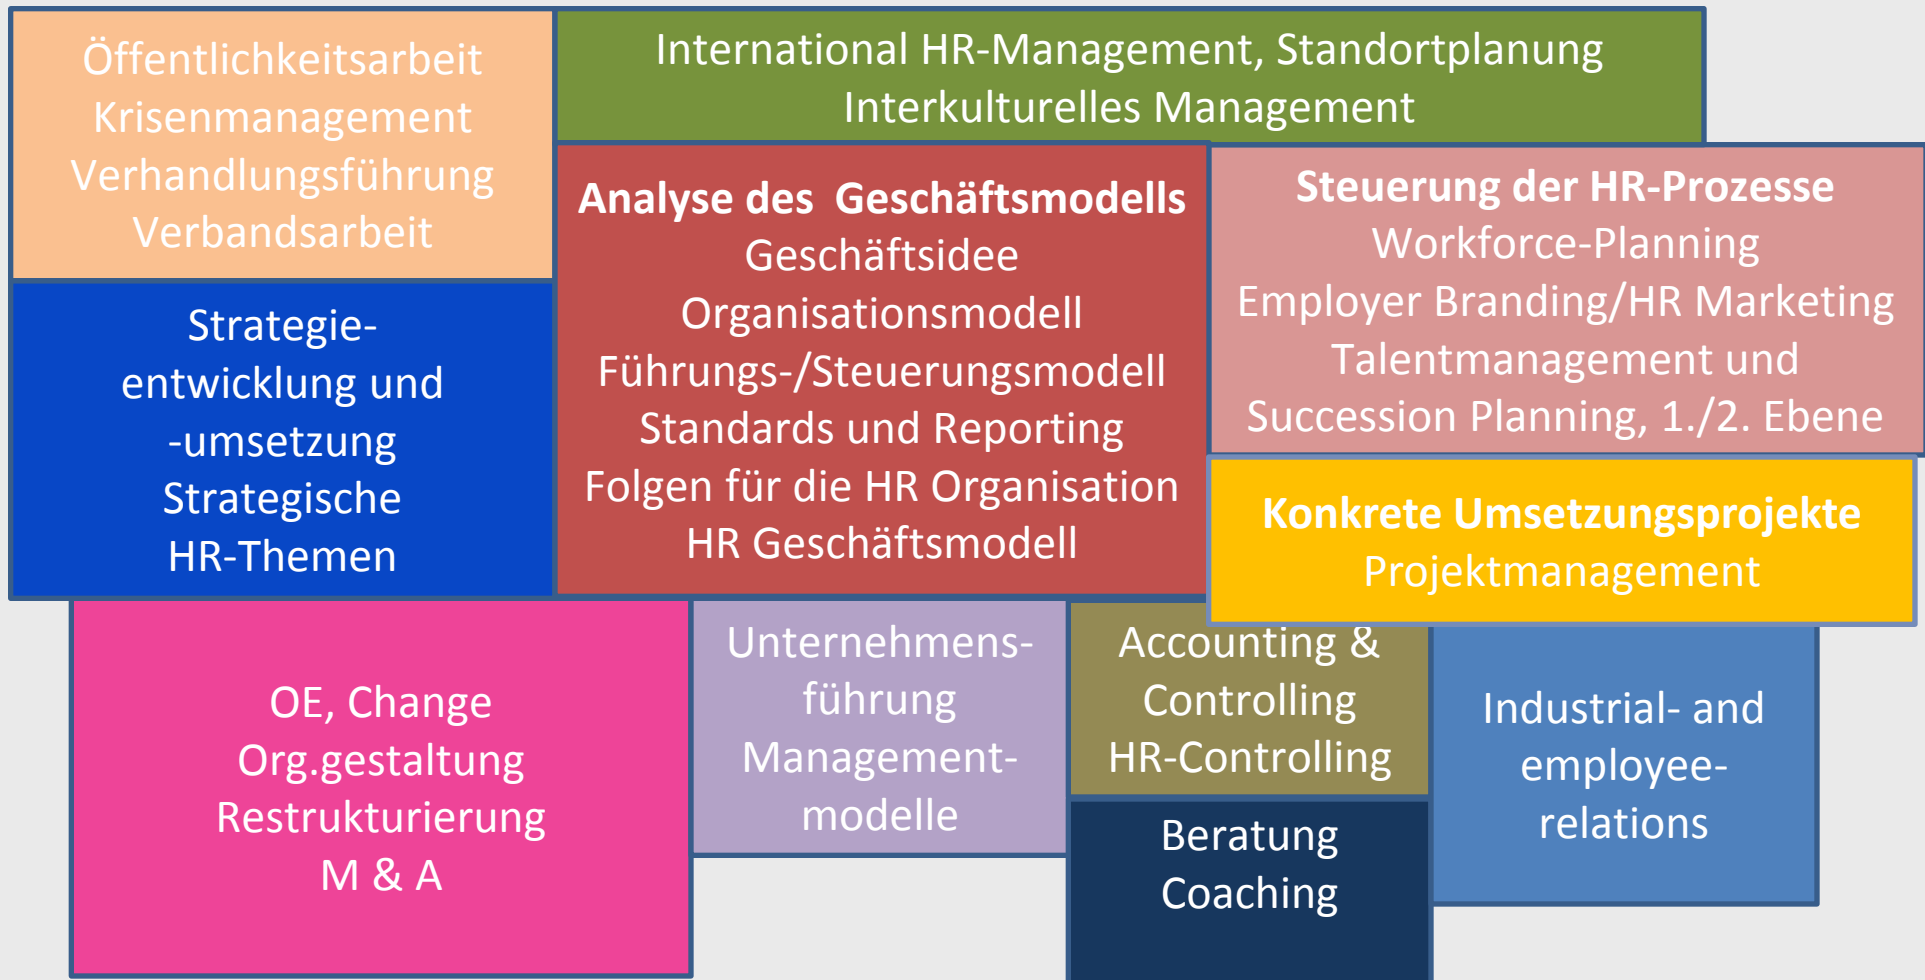 Öffentlichkeitsarbeit
Krisenmanagement
Verhandlungsführung
Verbandsarbeit
International HR-Management, Standortplanung
Interkulturelles Management
Analyse des  Geschäftsmodells
Geschäftsidee
Organisationsmodell
Führungs-/Steuerungsmodell
Standards und Reporting
Folgen für die HR Organisation
HR Geschäftsmodell
Steuerung der HR-Prozesse
Workforce-Planning
Employer Branding/HR Marketing
Talentmanagement und
Succession Planning, 1./2. Ebene
Strategie-
entwicklung und
-umsetzung
Strategische
HR-Themen
Konkrete Umsetzungsprojekte
Projektmanagement
OE, Change
Org.gestaltung
Restrukturierung
M & A
Unternehmens-
führung
Management-
modelle
Accounting &
Controlling
HR-Controlling
Beratung
Coaching
Industrial- and
employee-
relations